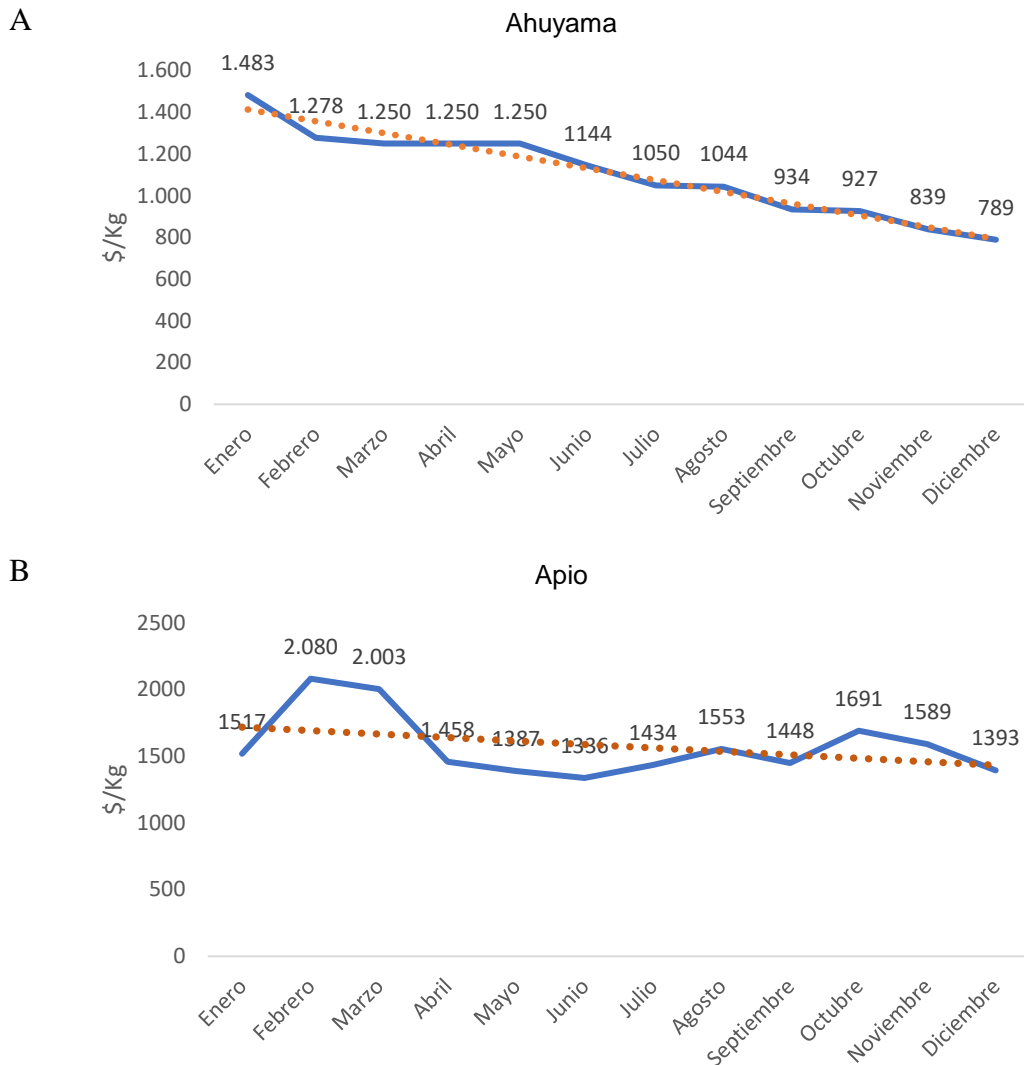 A
Ahuyama
$/Kg
1.600
1.400
1.200
1.000
800
600
400
200
0
1.483
1.278
1.250
1.250
1.250
1144
1050
1044
934
927
839
789
Enero
Febrero
Marzo
Abril
Mayo
Junio
Julio
Agosto
Septiembre
Octubre
Noviembre
Diciembre
B
Apio
$/Kg
2500
2000
1500
1000
500
0
1517
2.080
2.003
1.458
1387
1336
1434
1553
1448
1691
1589
1393
Enero
Febrero
Marzo
Abril
Mayo
Junio
Julio
Agosto
Septiembre
Octubre
Noviembre
Diciembre